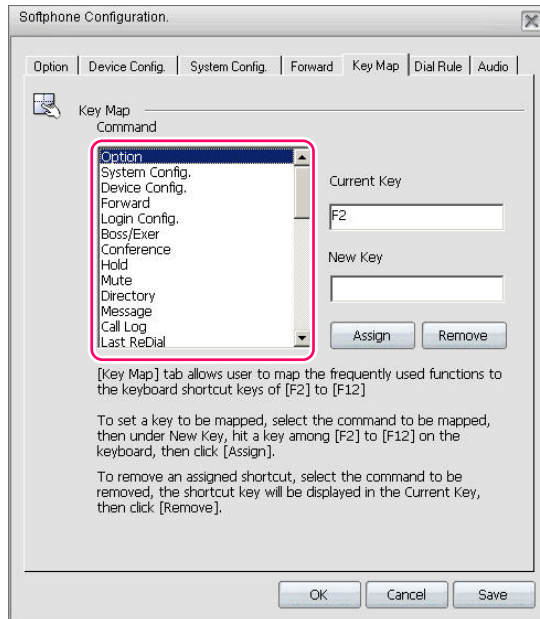 Softphone Configuration.
Option Device Config. System Config. Forward Key Map Dial Rule Audio
Key Map
Command
Option
System Config.
Device Config.
Forward
Login Config.
Boss/Exer
Conference
Hold
Mute
Directory
Message
Call Log
Last ReDial
Current Key
F2
New Key
Assign Remove
[Key Map] tab allows user to map the frequently used functions to
the keyboard shortcut keys of [F2] to [F12]
To set a key to be mapped, select the command to be mapped,
then under New Key, hit a key among [F2] to [F12] on the
keyboard, then click [Assign].
To remove an assigned shortcut, select the command to be
removed, the shortcut key will be displayed in the Current Key,
then click [Remove].
OK Cancel Save